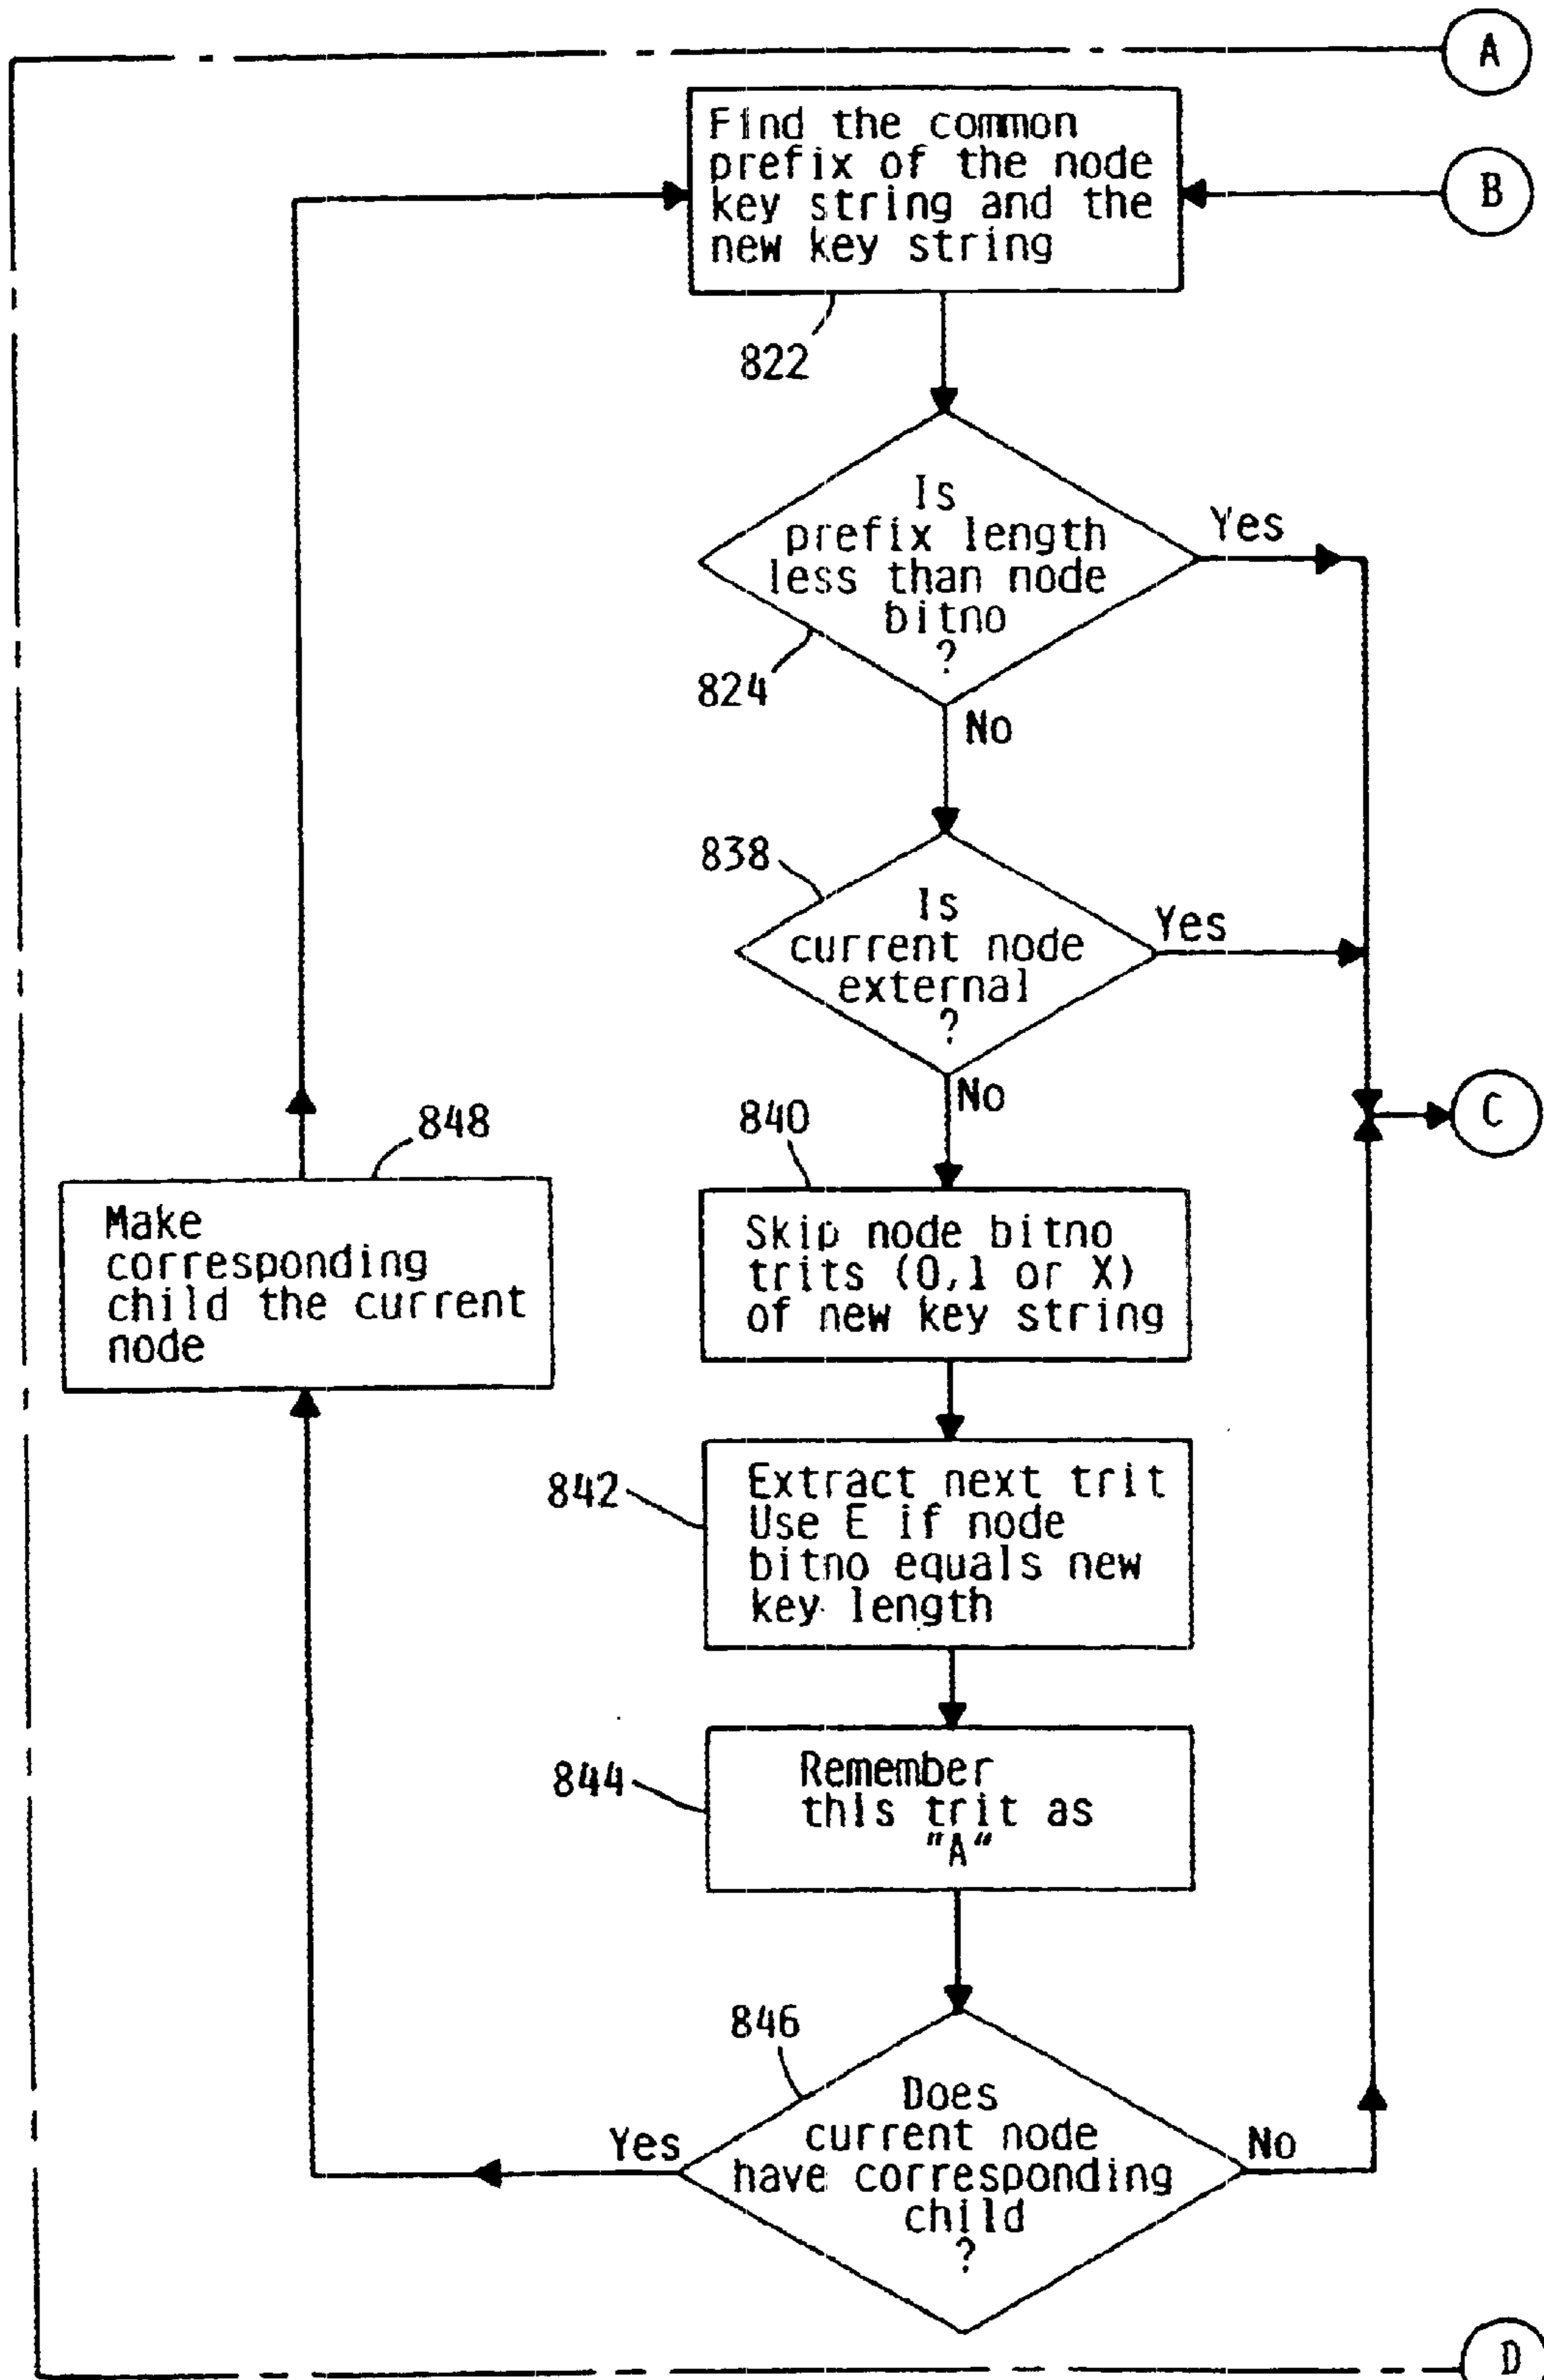 A
Find the common
prefix of the node
key string and the
new key string
B
822
Is
prefix length
less than node
bitno
?
Yes
824
No
838
Is
current node
external
?
Yes
No
C
848
840
Make
corresponding
child the current
node
Skip node bitno
trits (0,1 or X)
of new key string
842
Extract next trit
Use E if node
bitno equals new
key length
844
Remember
this trit as
"A"
846
Does
current node
have corresponding
child
?
Yes
No
D